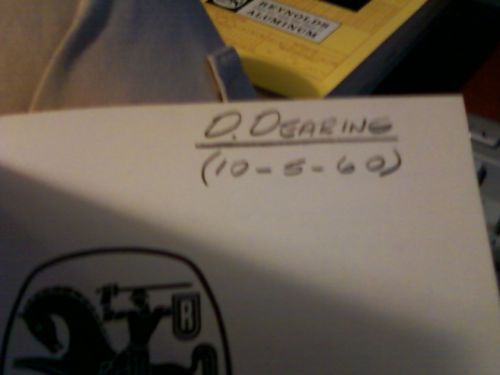 REYNOLDS
ALUMINUM
D. DEARING
(10-5-60)
R